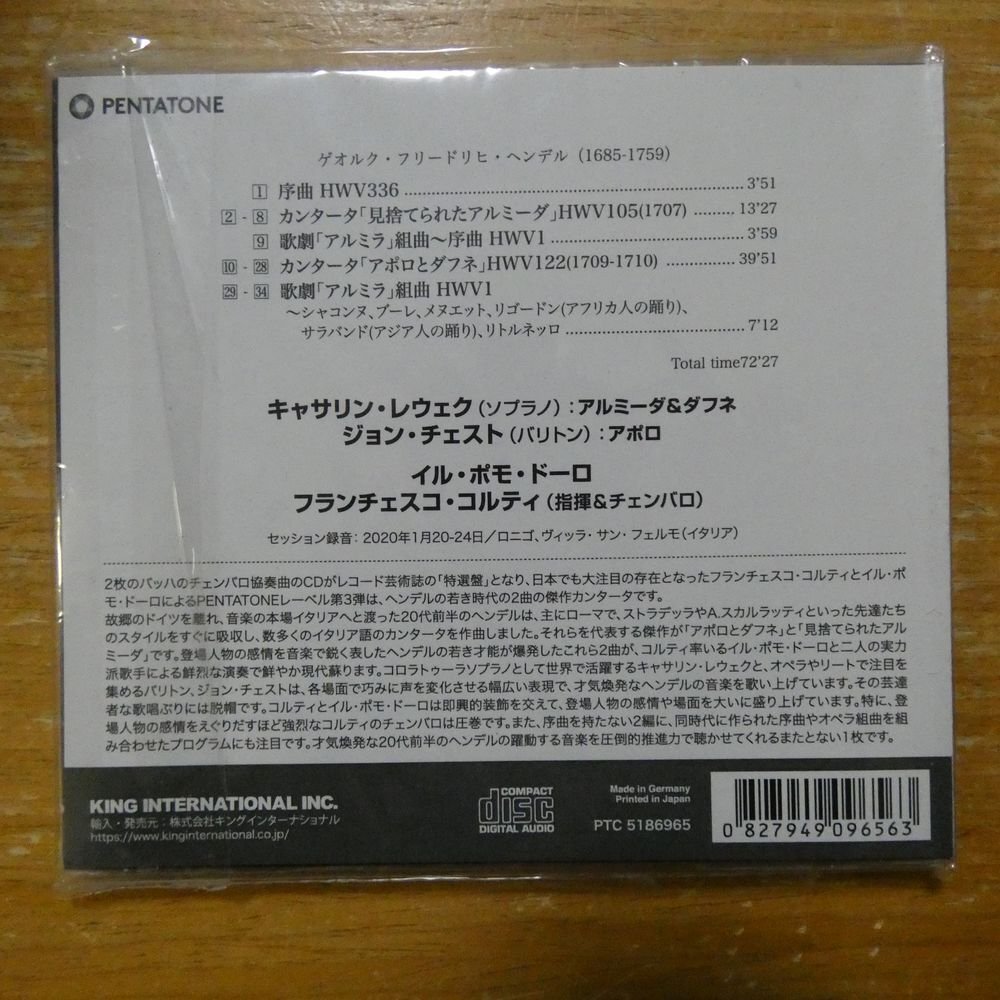 PENTATONE
ゲオルク・フリードリヒ・ヘンデル (1685-1759)
1 序曲 HWV336 3'51
2 - 8 カンタータ「見捨てられたアルミーダ」HWV105(1707) 13'27
9 歌劇「アルミラ」組曲〜序曲 HWV1 3'59
10 - 28 カンタータ「アポロとダフネ」HWV122(1709-1710) 39'51
29 - 34 歌劇「アルミラ」組曲 HWV1
〜シャコンヌ、ブーレ、メヌエット、リゴードン(アフリカ人の踊り)、
サラバンド(アジア人の踊り)、リトルネッロ 7'12
Total time72'27
キャサリン・レウェク (ソプラノ) : アルミーダ&ダフネ
ジョン・チェスト (バリトン) : アポロ
イル・ポモ・ドーロ
フランチェスコ・コルティ (指揮&チェンバロ)
セッション録音: 2020年1月20-24日/ロニゴ、ヴィッラ・サン・フェルモ(イタリア)
2枚のバッハのチェンバロ協奏曲のCDがレコード芸術誌の「特選盤」となり、日本でも大注目の存在となったフランチェスコ・コルティとイル・ポ
モ・ドーロによるPENTATONEレーベル第3弾は、ヘンデルの若き時代の2曲の傑作カンタータです。
故郷のドイツを離れ、音楽の本場イタリアへと渡った20代前半のヘンデルは、主にローマで、ストラデッラやA.スカルラッティといった先達たち
のスタイルをすぐに吸収し、数多くのイタリア語のカンタータを作曲しました。それらを代表する傑作が「アポロとダフネ」と「見捨てられたアル
ミーダ」です。登場人物の感情を音楽で鋭く表したヘンデルの若き才能が爆発したこれら2曲が、コルティ率いるイル・ポモ・ドーロと二人の実力
派歌手による鮮烈な演奏で鮮やか現代蘇ります。コロラトゥーラソプラノとして世界で活躍するキャサリン・レウェクと、オペラやリートで注目を
集めるバリトン、ジョン・チェストは、各場面で巧みに声を変化させる幅広い表現で、才気煥発なヘンデルの音楽を歌い上げています。その芸達
者な歌唱ぶりには脱帽です。コルティとイル・ポモ・ドーロは即興的装飾を交えて、登場人物の感情や場面を大いに盛り上げています。特に、登
場人物の感情をえぐりだすほど強烈なコルティのチェンバロは圧巻です。また、序曲を持たない2編に、同時代に作られた序曲やオペラ組曲を組
み合わせたプログラムにも注目です。才気煥発な20代前半のヘンデルの躍動する音楽を圧倒的推進力で聴かせてくれるまたとない1枚です。
KING INTERNATIONAL INC.
輸入・発売元 : 株式会社キングインターナショナル
https://www.kinginternational.co.jp/
COMPACT
disc
DIGITAL AUDIO
Made in Germany
Printed in Japan
PTC 5186965
0 827949 096563